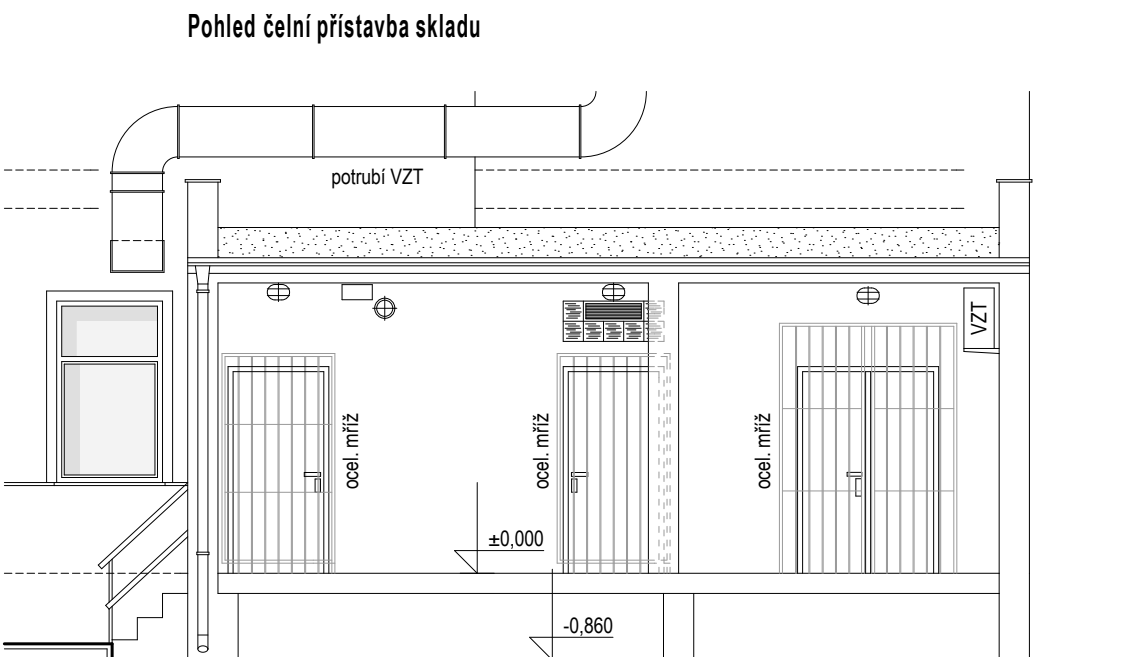 Pohled čelní přístavba skladu
potrubí VZT
VZT
ocel. mříž
ocel. mříž
ocel. mříž
±0,000
-0,860